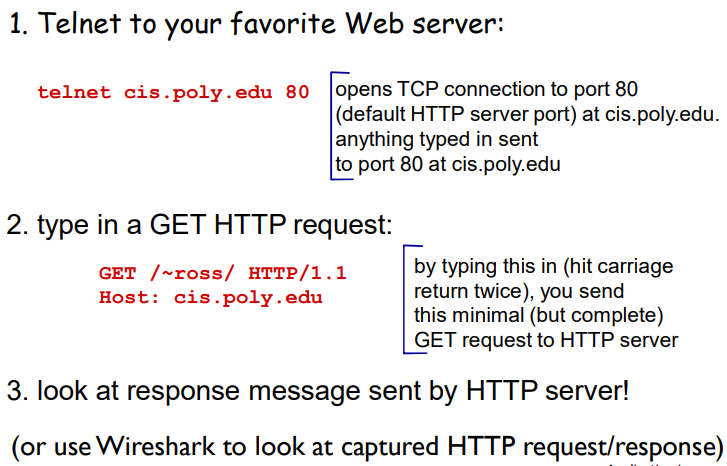 1. Telnet to your favorite Web server:
telnet cis.poly.edu 80
opens TCP connection to port 80
(default HTTP server port) at cis.poly.edu.
anything typed in sent
to port 80 at cis.poly.edu
2. type in a GET HTTP request:
GET /~ross/ HTTP/1.1
Host: cis.poly.edu
by typing this in (hit carriage
return twice), you send
this minimal (but complete)
GET request to HTTP server
3. look at response message sent by HTTP server!
(or use Wireshark to look at captured HTTP request/response)